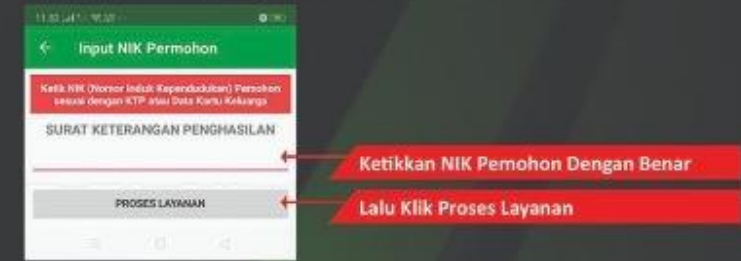 Input NIK Permohon
Ketik NIK (Nomor Induk Kependudukan) Pemohon
sesuai dengan KTP atau Data Kartu Keluarga
SURAT KETERANGAN PENGHASILAN
Ketikkan NIK Pemohon Dengan Benar
PROSES LAYANAN
Lalu Klik Proses Layanan